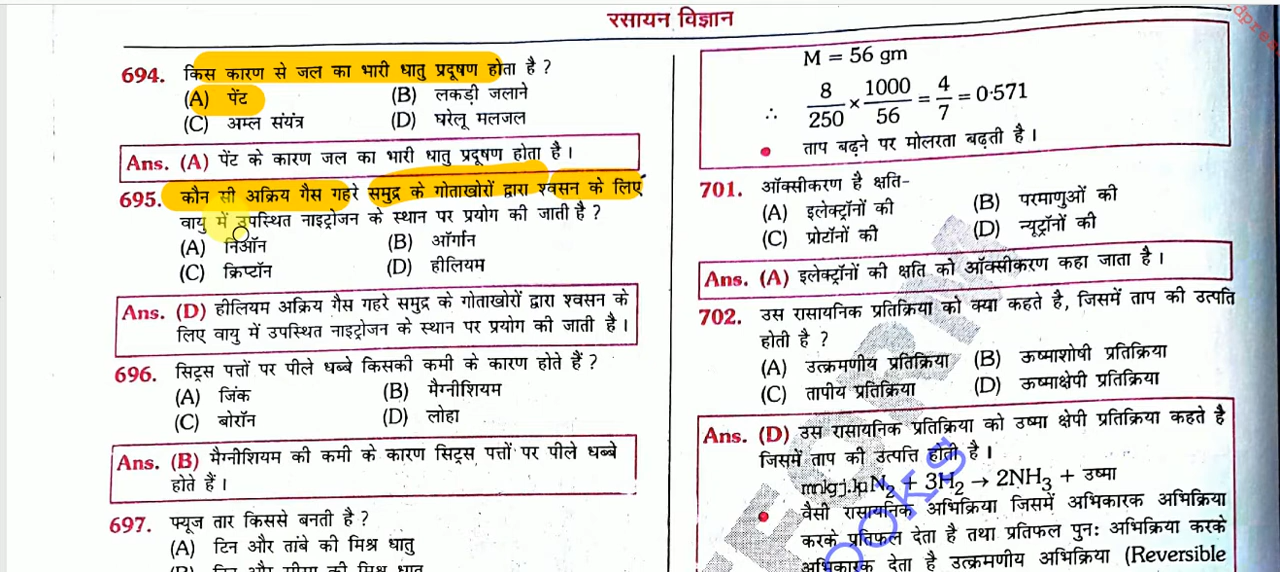 रसायन विज्ञान
694. किस कारण से जल का भारी धातु प्रदूषण होता है ?
(A) पेंट (B) लकड़ी जलाने
(C) अम्ल संयंत्र (D) घरेलू मलजल
Ans. (A) पेंट के कारण जल का भारी धातु प्रदूषण होता है।
695. कौन सी अक्रिय गैस गहरे समुद्र के गोताखोरों द्वारा श्वसन के लिए
वायु में उपस्थित नाइट्रोजन के स्थान पर प्रयोग की जाती है ?
(A) निऑन (B) ऑर्गान
(C) क्रिप्टॉन (D) हीलियम
Ans. (D) हीलियम अक्रिय गैस गहरे समुद्र के गोताखोरों द्वारा श्वसन के
लिए वायु में उपस्थित नाइट्रोजन के स्थान पर प्रयोग की जाती है।
696. सिट्रस पत्तों पर पीले धब्बे किसकी कमी के कारण होते हैं ?
(A) जिंक (B) मैग्नीशियम
(C) बोरॉन (D) लोहा
Ans. (B) मैग्नीशियम की कमी के कारण सिट्रस पत्तों पर पीले धब्बे
होते हैं।
697. फ्यूज तार किससे बनती है ?
(A) टिन और तांबे की मिश्र धातु
M = 56 gm
∴ 8/250 × 1000/56 = 4/7 = 0·571
● ताप बढ़ने पर मोलरता बढ़ती है।
701. ऑक्सीकरण है क्षति-
(A) इलेक्ट्रॉनों की (B) परमाणुओं की
(C) प्रोटॉनों की (D) न्यूट्रॉनों की
Ans. (A) इलेक्ट्रॉनों की क्षति को ऑक्सीकरण कहा जाता है।
702. उस रासायनिक प्रतिक्रिया को क्या कहते है, जिसमें ताप की उत्पति
होती है ?
(A) उत्क्रमणीय प्रतिक्रिया (B) ऊष्माशोषी प्रतिक्रिया
(C) तापीय प्रतिक्रिया (D) ऊष्माक्षेपी प्रतिक्रिया
Ans. (D) उस रासायनिक प्रतिक्रिया को उष्मा क्षेपी प्रतिक्रिया कहते है
जिसमें ताप की उत्पत्ति होती है।
N₂ + 3H₂ → 2NH₃ + उष्मा
● वैसी रासायनिक अभिक्रिया जिसमें अभिकारक अभिक्रिया
करके प्रतिफल देता है तथा प्रतिफल पुनः अभिक्रिया करके
अभिकारक देता है उत्क्रमणीय अभिक्रिया (Reversible